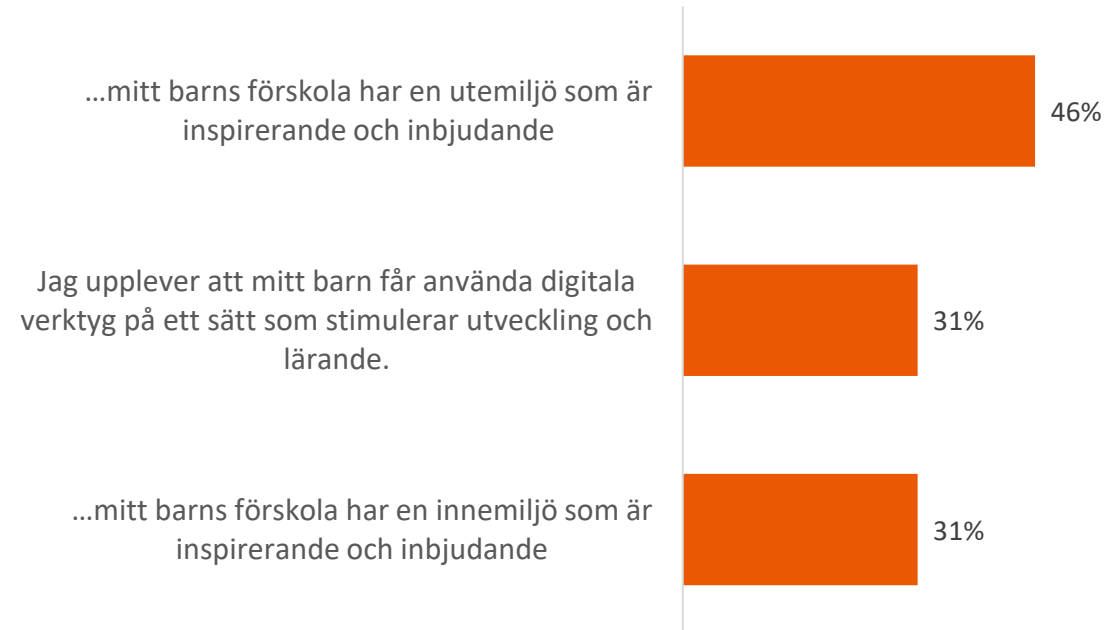 …mitt barns förskola har en utemiljö som är
inspirerande och inbjudande
46%
Jag upplever att mitt barn får använda digitala
verktyg på ett sätt som stimulerar utveckling och
lärande.
31%
…mitt barns förskola har en innemiljö som är
inspirerande och inbjudande
31%